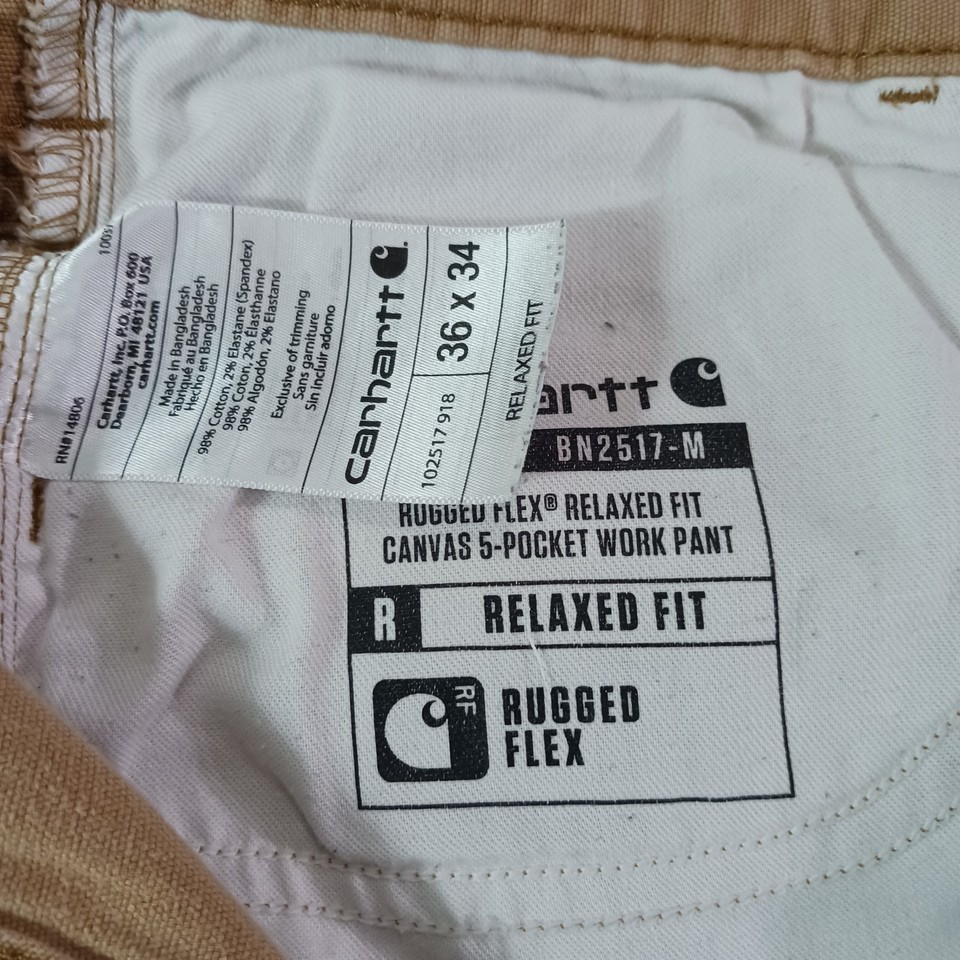 carhartt
36 x 34
102517 918
RELAXED FIT
Exclusive of trimming
Sans garniture
Sin incluir adorno
98% Cotton, 2% Elastane (Spandex)
98% Coton, 2% Élasthanne
98% Algodón, 2% Elastano
Made in Bangladesh
Fabriqué au Bangladesh
Hecho en Bangladesh
Carhartt, Inc. P.O. Box 600
Dearborn, MI 48121 USA
carhartt.com
RN#14806
artt
BN2517-M
RUGGED FLEX® RELAXED FIT
CANVAS 5-POCKET WORK PANT
R RELAXED FIT
RF
RUGGED
FLEX